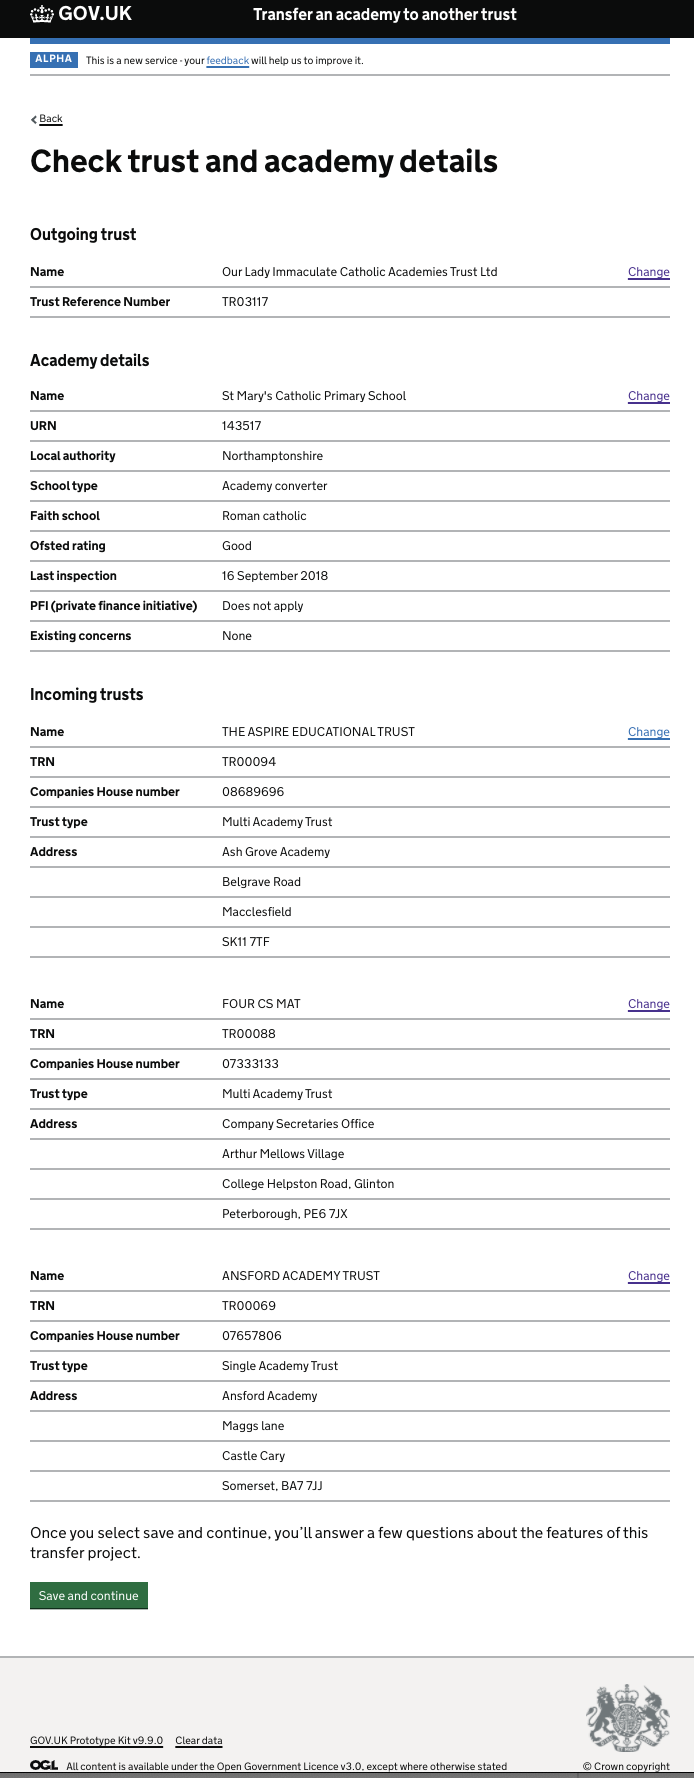 GOV.UK Transfer an academy to another trust
ALPHA This is a new service - your feedback will help us to improve it.
Back
Check trust and academy details
Outgoing trust
Name Our Lady Immaculate Catholic Academies Trust Ltd Change
Trust Reference Number TR03117
Academy details
Name St Mary's Catholic Primary School Change
URN 143517
Local authority Northamptonshire
School type Academy converter
Faith school Roman catholic
Ofsted rating Good
Last inspection 16 September 2018
PFI (private finance initiative) Does not apply
Existing concerns None
Incoming trusts
Name THE ASPIRE EDUCATIONAL TRUST Change
TRN TR00094
Companies House number 08689696
Trust type Multi Academy Trust
Address Ash Grove Academy
Belgrave Road
Macclesfield
SK11 7TF
Name FOUR CS MAT Change
TRN TR00088
Companies House number 07333133
Trust type Multi Academy Trust
Address Company Secretaries Office
Arthur Mellows Village
College Helpston Road, Glinton
Peterborough, PE6 7JX
Name ANSFORD ACADEMY TRUST Change
TRN TR00069
Companies House number 07657806
Trust type Single Academy Trust
Address Ansford Academy
Maggs lane
Castle Cary
Somerset, BA7 7JJ
Once you select save and continue, you'll answer a few questions about the features of this
transfer project.
Save and continue
GOV.UK Prototype Kit v9.9.0 Clear data
OGL All content is available under the Open Government Licence v3.0, except where otherwise stated © Crown copyright